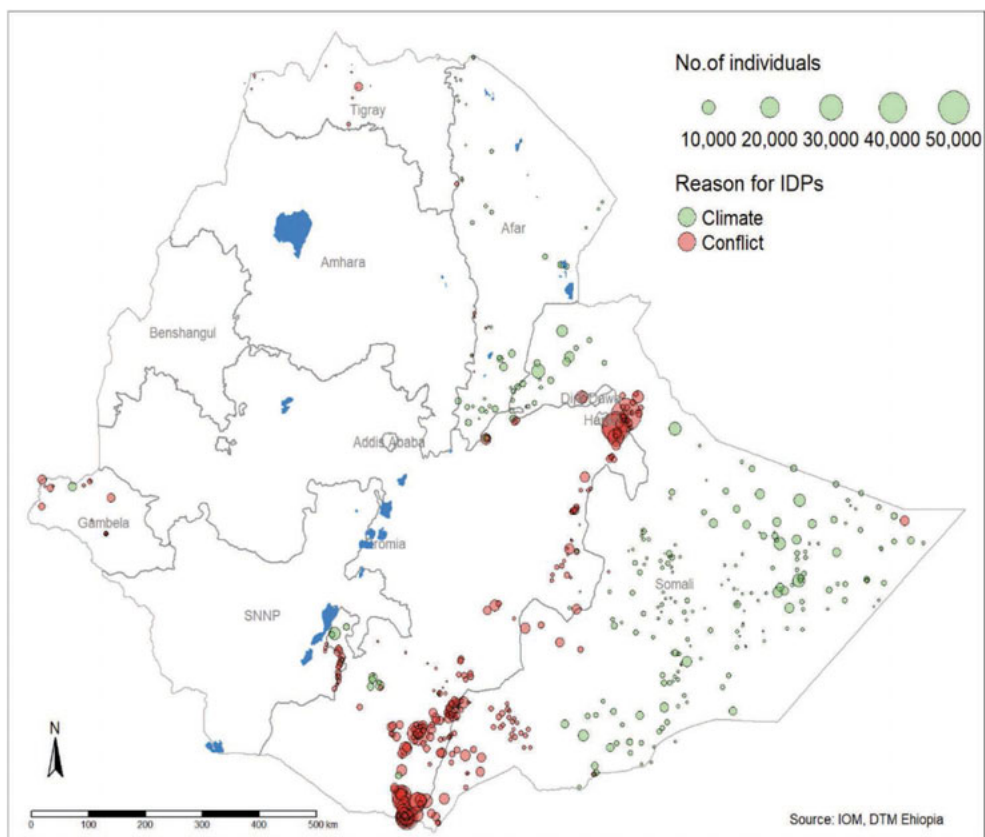 No.of individuals
10,000 20,000 30,000 40,000 50,000
Reason for IDPs
Climate
Conflict
Tigray
Afar
Amhara
Benshangul
Dire Dawa
Addis Ababa
Gambela
Oromia
Somali
SNNP
N
0 100 200 300 400 500 km
Source: IOM, DTM Ehiopia